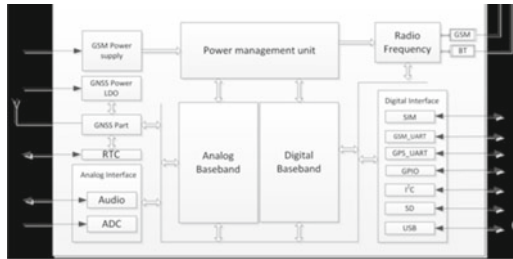 GSM Power
supply
Power management unit
Radio
Frequency
GSM
BT
GNSS Power
LDO
GNSS Part
RTC
Analog Interface
Audio
ADC
Analog
Baseband
Digital
Baseband
Digital Interface
SIM
GSM_UART
GPS_UART
GPIO
I²C
SD
USB